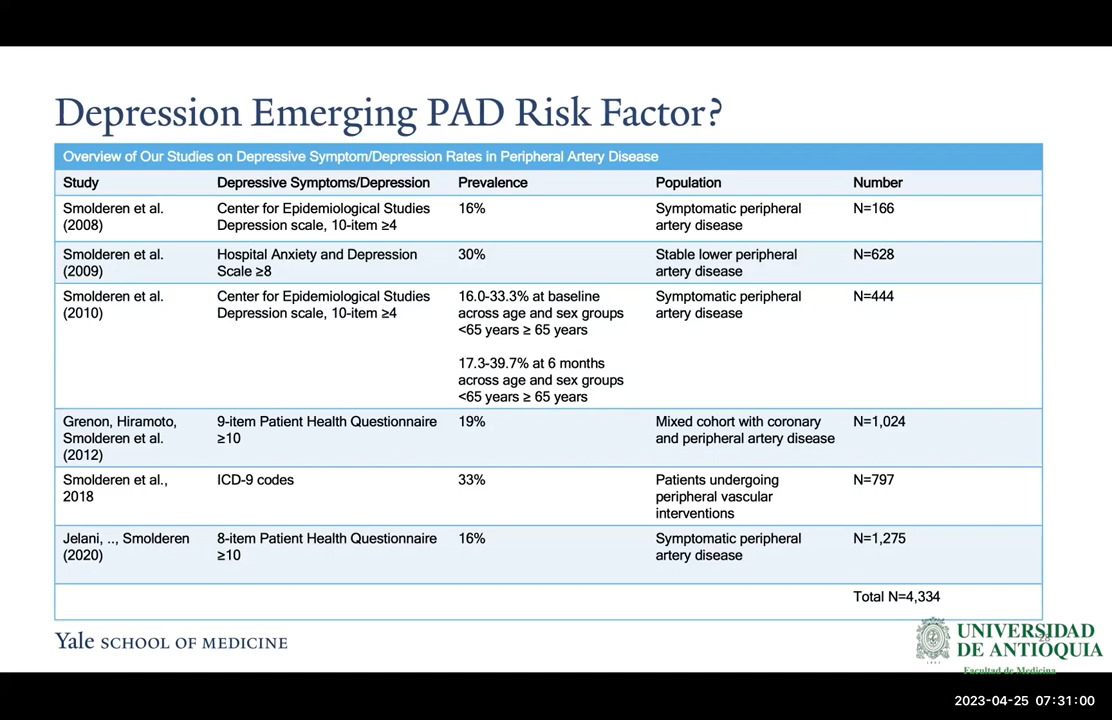 Depression Emerging PAD Risk Factor?
Overview of Our Studies on Depressive Symptom/Depression Rates in Peripheral Artery Disease
Study Depressive Symptoms/Depression Prevalence Population Number
Smolderen et al. Center for Epidemiological Studies 16% Symptomatic peripheral N=166
(2008) Depression scale, 10-item ≥4 artery disease
Smolderen et al. Hospital Anxiety and Depression 30% Stable lower peripheral N=628
(2009) Scale ≥8 artery disease
Smolderen et al. Center for Epidemiological Studies 16.0-33.3% at baseline Symptomatic peripheral N=444
(2010) Depression scale, 10-item ≥4 across age and sex groups artery disease
<65 years ≥ 65 years
17.3-39.7% at 6 months
across age and sex groups
<65 years ≥ 65 years
Grenon, Hiramoto, 9-item Patient Health Questionnaire 19% Mixed cohort with coronary N=1,024
Smolderen et al. ≥10 and peripheral artery disease
(2012)
Smolderen et al., ICD-9 codes 33% Patients undergoing N=797
2018 peripheral vascular
interventions
Jelani, .., Smolderen 8-item Patient Health Questionnaire 16% Symptomatic peripheral N=1,275
(2020) ≥10 artery disease
Total N=4,334
Yale SCHOOL OF MEDICINE
UNIVERSIDAD
DE ANTIOQUIA
Facultad de Medicina
2023-04-25 07:31:00